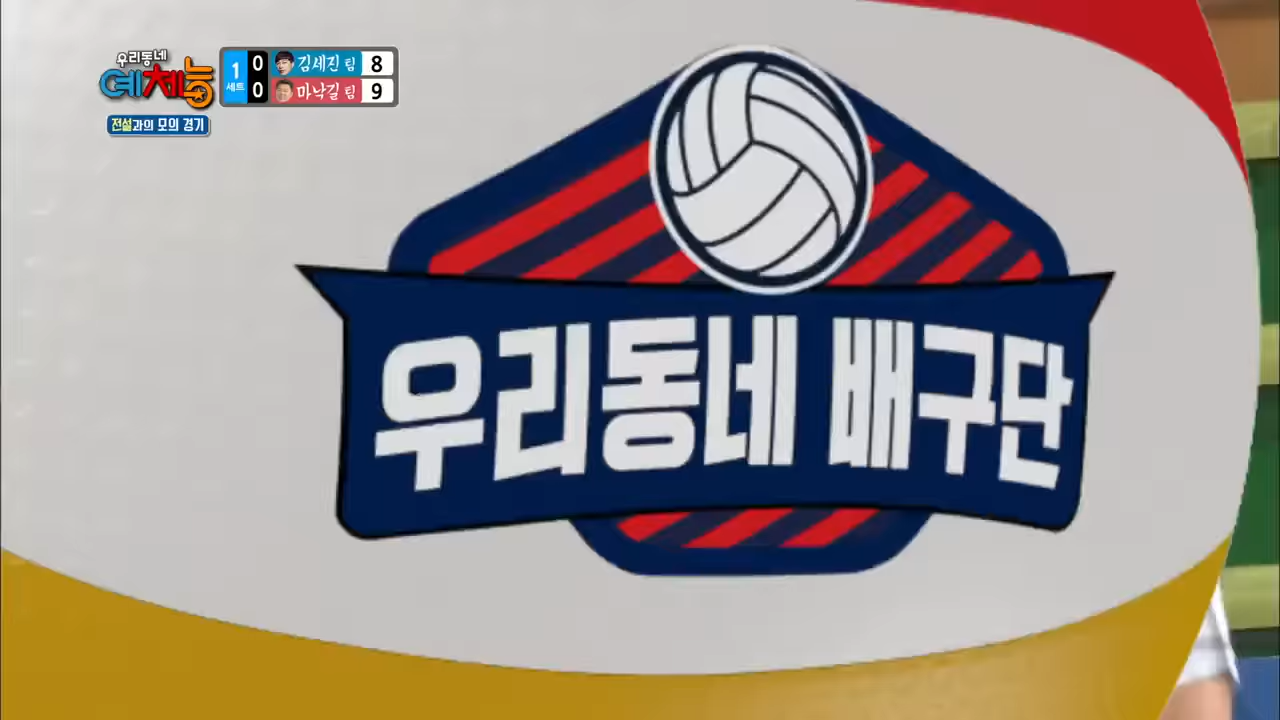 우리동네
예체능
전설과의 모의 경기
1 세트
0 김세진 팀 8
0 마낙길 팀 9
우리동네 배구단